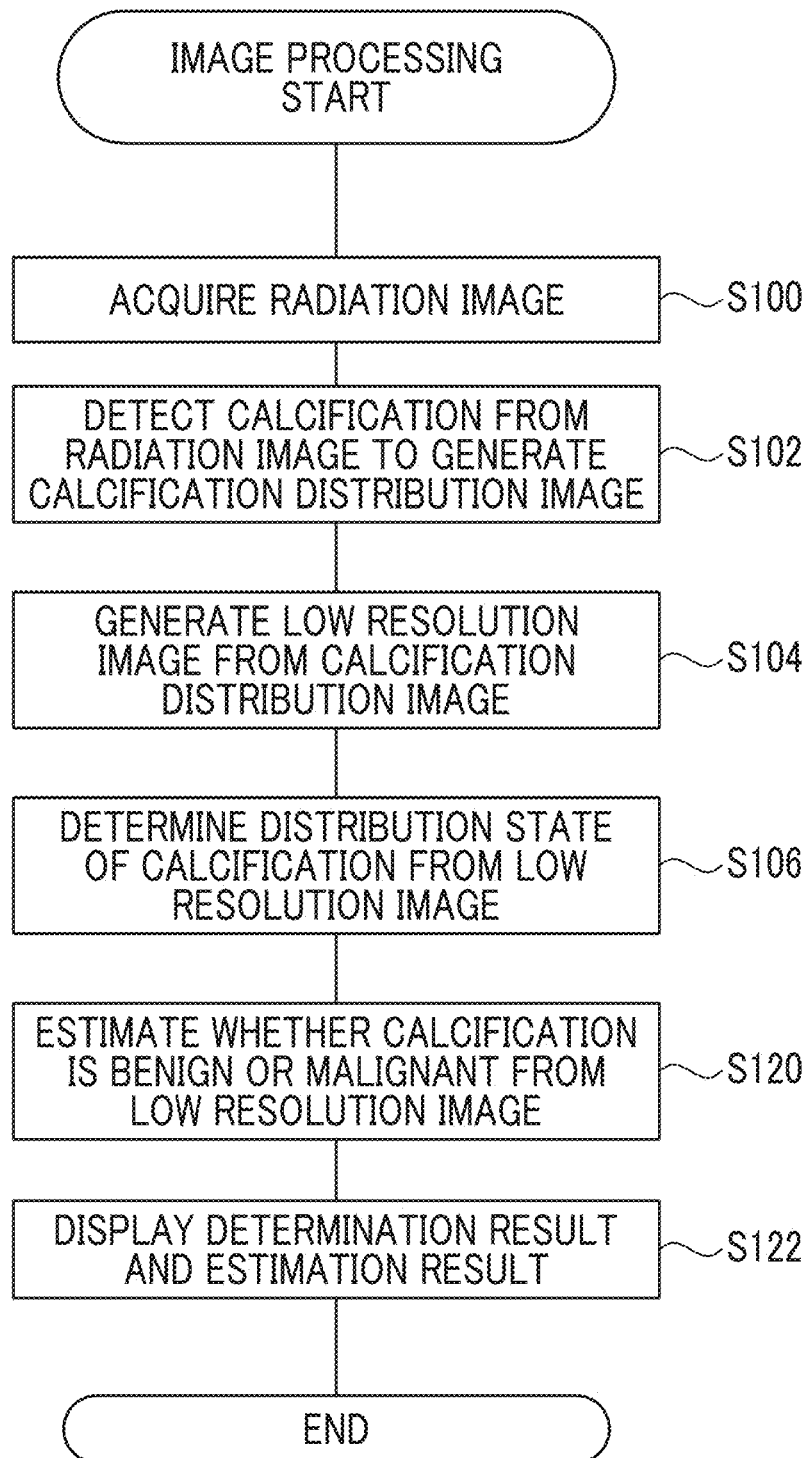 IMAGE PROCESSING
START
ACQUIRE RADIATION IMAGE
S100
DETECT CALCIFICATION FROM
RADIATION IMAGE TO GENERATE
CALCIFICATION DISTRIBUTION IMAGE
S102
GENERATE LOW RESOLUTION
IMAGE FROM CALCIFICATION
DISTRIBUTION IMAGE
S104
DETERMINE DISTRIBUTION STATE
OF CALCIFICATION FROM LOW
RESOLUTION IMAGE
S106
ESTIMATE WHETHER CALCIFICATION
IS BENIGN OR MALIGNANT FROM
LOW RESOLUTION IMAGE
S120
DISPLAY DETERMINATION RESULT
AND ESTIMATION RESULT
S122
END